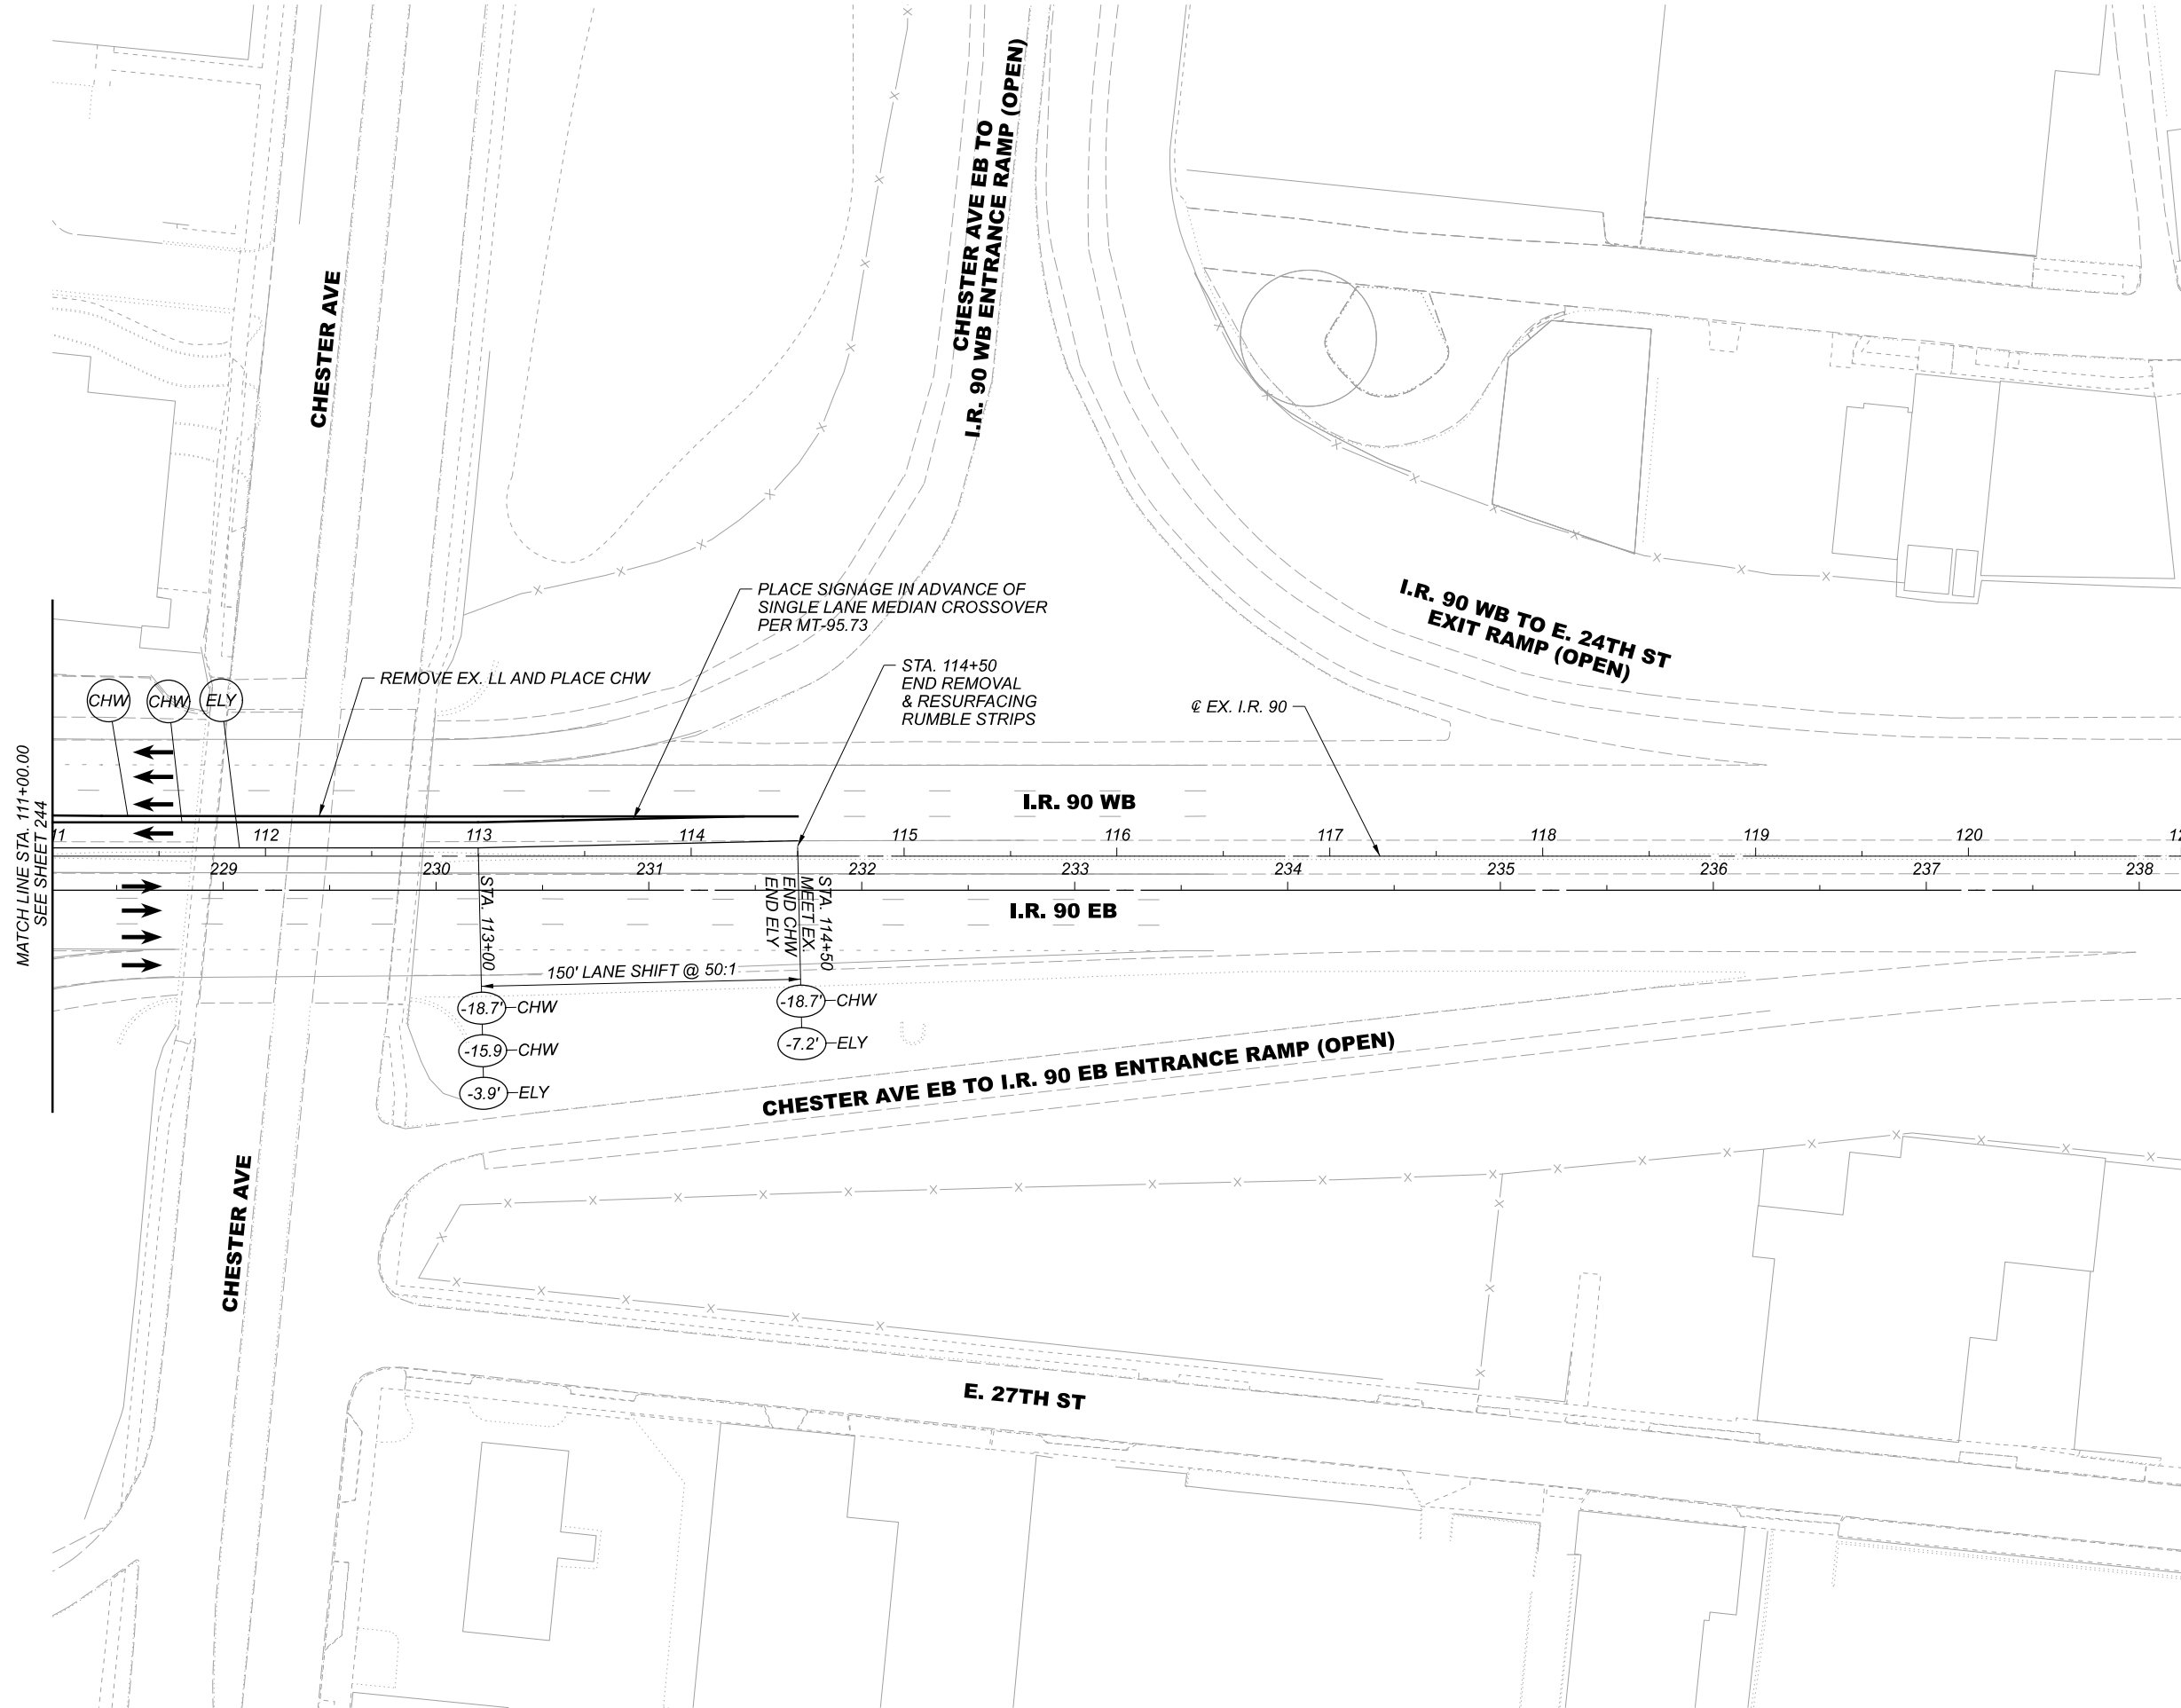 CHESTER AVE
CHESTER AVE EB TO
I.R. 90 WB ENTRANCE RAMP (OPEN)
PLACE SIGNAGE IN ADVANCE OF
SINGLE LANE MEDIAN CROSSOVER
PER MT-95.73
I.R. 90 WB TO E. 24TH ST
EXIT RAMP (OPEN)
REMOVE EX. LL AND PLACE CHW
STA. 114+50
END REMOVAL
& RESURFACING
RUMBLE STRIPS
CHW
CHW
ELY
℄ EX. I.R. 90
MATCH LINE STA. 111+00.00
SEE SHEET 244
I.R. 90 WB
11
112
113
114
115
116
117
118
119
120
12
229
230
231
232
233
234
235
236
237
238
I.R. 90 EB
STA. 113+00
STA. 114+50
MEET EX.
END CHW
END ELY
150' LANE SHIFT @ 50:1
-18.7' CHW
-15.9 CHW
-3.9' ELY
-18.7' CHW
-7.2' ELY
CHESTER AVE EB TO I.R. 90 EB ENTRANCE RAMP (OPEN)
CHESTER AVE
E. 27TH ST